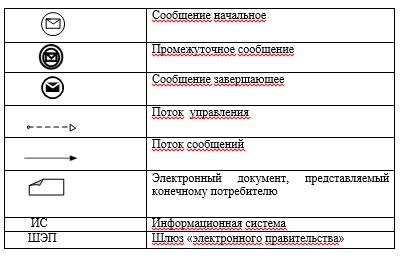 Сообщение начальное
Промежуточное сообщение
Сообщение завершающее
Поток управления
Поток сообщений
Электронный документ, представляемый
конечному потребителю
ИС Информационная система
ШЭП Шлюз «электронного правительства»